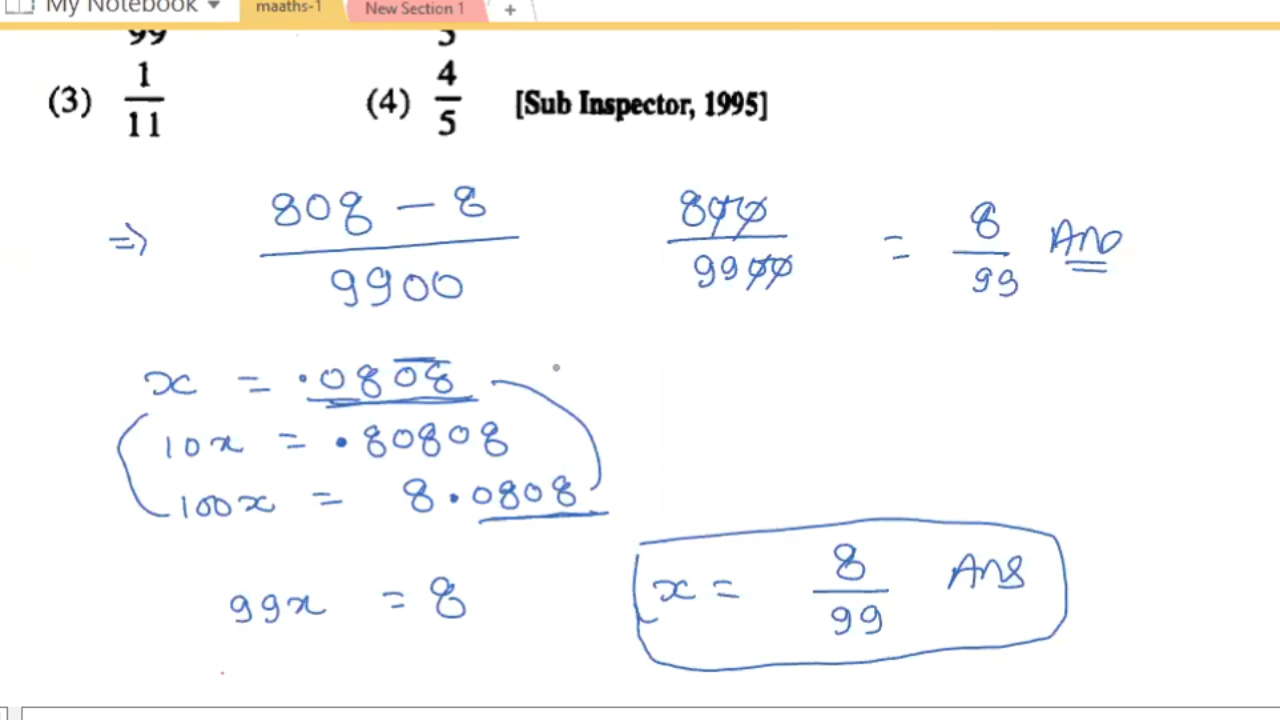 My Notebook maaths-1 New Section 1 +
99 5
(3) 1/11 (4) 4/5 [Sub Inspector, 1995]
⇒ 808 − 8 / 9900 800 / 9900 = 8 / 99 Ans
x = .0808
10x = .80808
100x = 8.0808
99x = 8 x = 8 / 99 Ans